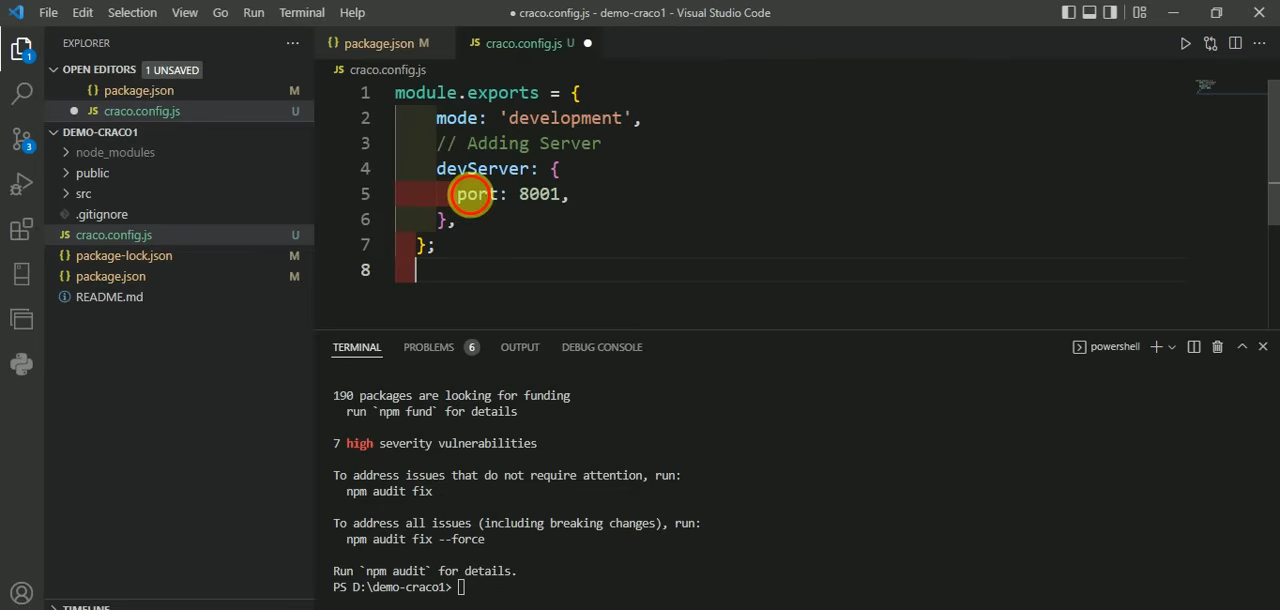 File Edit Selection View Go Run Terminal Help
● craco.config.js - demo-craco1 - Visual Studio Code
EXPLORER
OPEN EDITORS 1 UNSAVED
{} package.json M
JS craco.config.js U
DEMO-CRACO1
node_modules
public
src
.gitignore
JS craco.config.js U
{} package-lock.json M
{} package.json M
README.md
TIMELINE
1
3
{} package.json M
JS craco.config.js U
JS craco.config.js
1 module.exports = {
2 mode: 'development',
3 // Adding Server
4 devServer: {
5 port: 8001,
6 },
7 };
8
TERMINAL PROBLEMS 6 OUTPUT DEBUG CONSOLE
powershell
190 packages are looking for funding
run `npm fund` for details
7 high severity vulnerabilities
To address issues that do not require attention, run:
npm audit fix
To address all issues (including breaking changes), run:
npm audit fix --force
Run `npm audit` for details.
PS D:\demo-craco1>